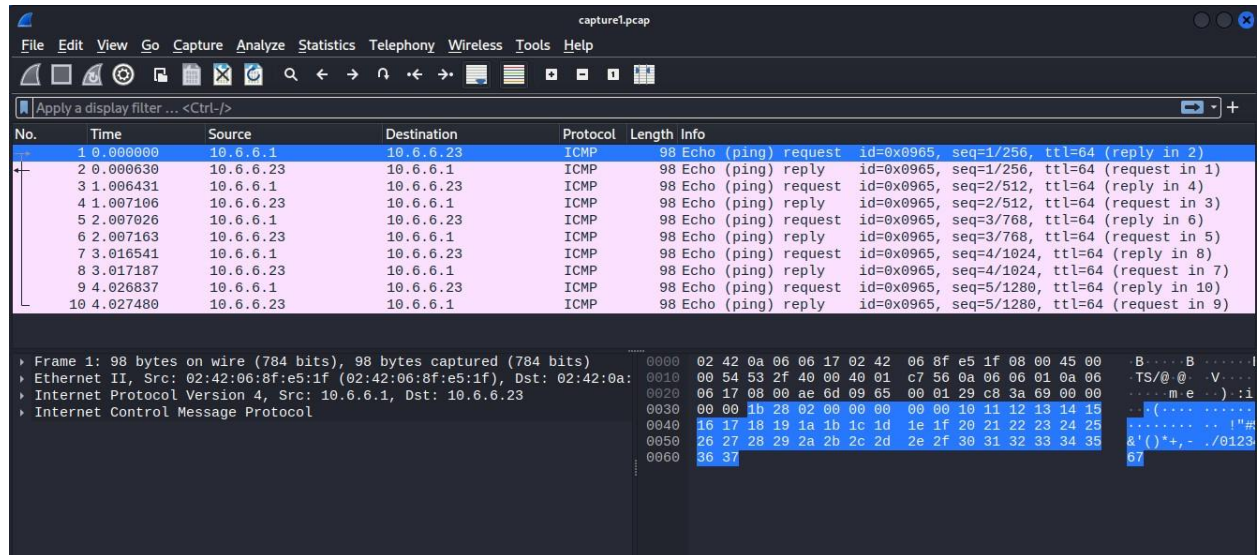 capture1.pcap
File Edit View Go Capture Analyze Statistics Telephony Wireless Tools Help
Apply a display filter ... <Ctrl-/>
No. Time Source Destination Protocol Length Info
1 0.000000 10.6.6.1 10.6.6.23 ICMP 98 Echo (ping) request id=0x0965, seq=1/256, ttl=64 (reply in 2)
2 0.000630 10.6.6.23 10.6.6.1 ICMP 98 Echo (ping) reply id=0x0965, seq=1/256, ttl=64 (request in 1)
3 1.006431 10.6.6.1 10.6.6.23 ICMP 98 Echo (ping) request id=0x0965, seq=2/512, ttl=64 (reply in 4)
4 1.007106 10.6.6.23 10.6.6.1 ICMP 98 Echo (ping) reply id=0x0965, seq=2/512, ttl=64 (request in 3)
5 2.007026 10.6.6.1 10.6.6.23 ICMP 98 Echo (ping) request id=0x0965, seq=3/768, ttl=64 (reply in 6)
6 2.007163 10.6.6.23 10.6.6.1 ICMP 98 Echo (ping) reply id=0x0965, seq=3/768, ttl=64 (request in 5)
7 3.016541 10.6.6.1 10.6.6.23 ICMP 98 Echo (ping) request id=0x0965, seq=4/1024, ttl=64 (reply in 8)
8 3.017187 10.6.6.23 10.6.6.1 ICMP 98 Echo (ping) reply id=0x0965, seq=4/1024, ttl=64 (request in 7)
9 4.026837 10.6.6.1 10.6.6.23 ICMP 98 Echo (ping) request id=0x0965, seq=5/1280, ttl=64 (reply in 10)
10 4.027480 10.6.6.23 10.6.6.1 ICMP 98 Echo (ping) reply id=0x0965, seq=5/1280, ttl=64 (request in 9)
Frame 1: 98 bytes on wire (784 bits), 98 bytes captured (784 bits)
Ethernet II, Src: 02:42:06:8f:e5:1f (02:42:06:8f:e5:1f), Dst: 02:42:0a:
Internet Protocol Version 4, Src: 10.6.6.1, Dst: 10.6.6.23
Internet Control Message Protocol
0000 02 42 0a 06 06 17 02 42 06 8f e5 1f 08 00 45 00 ·B·····B ······
0010 00 54 53 2f 40 00 40 01 c7 56 0a 06 06 01 0a 06 ·TS/@·@· ·V····
0020 06 17 08 00 ae 6d 09 65 00 01 29 c8 3a 69 00 00 ·····m·e ··)·:i
0030 00 00 1b 28 02 00 00 00 00 00 10 11 12 13 14 15 ···(···· ······
0040 16 17 18 19 1a 1b 1c 1d 1e 1f 20 21 22 23 24 25 ········ ·· !"#
0050 26 27 28 29 2a 2b 2c 2d 2e 2f 30 31 32 33 34 35 &'()*+,- ./0123
0060 36 37 67